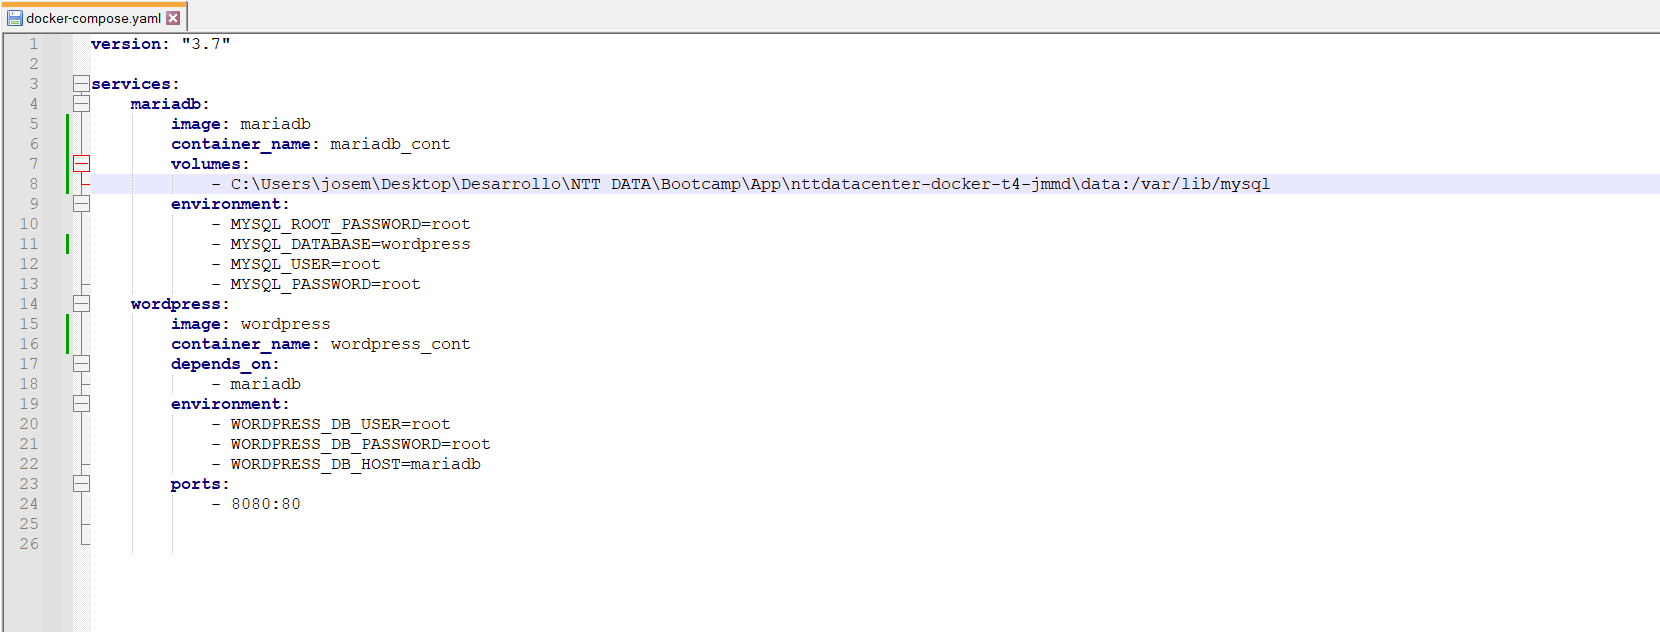 docker-compose.yaml
1 version: "3.7"
2
3 services:
4 mariadb:
5 image: mariadb
6 container_name: mariadb_cont
7 volumes:
8 - C:\Users\josem\Desktop\Desarrollo\NTT DATA\Bootcamp\App\nttdatacenter-docker-t4-jmmd\data:/var/lib/mysql
9 environment:
10 - MYSQL_ROOT_PASSWORD=root
11 - MYSQL_DATABASE=wordpress
12 - MYSQL_USER=root
13 - MYSQL_PASSWORD=root
14 wordpress:
15 image: wordpress
16 container_name: wordpress_cont
17 depends_on:
18 - mariadb
19 environment:
20 - WORDPRESS_DB_USER=root
21 - WORDPRESS_DB_PASSWORD=root
22 - WORDPRESS_DB_HOST=mariadb
23 ports:
24 - 8080:80
25
26